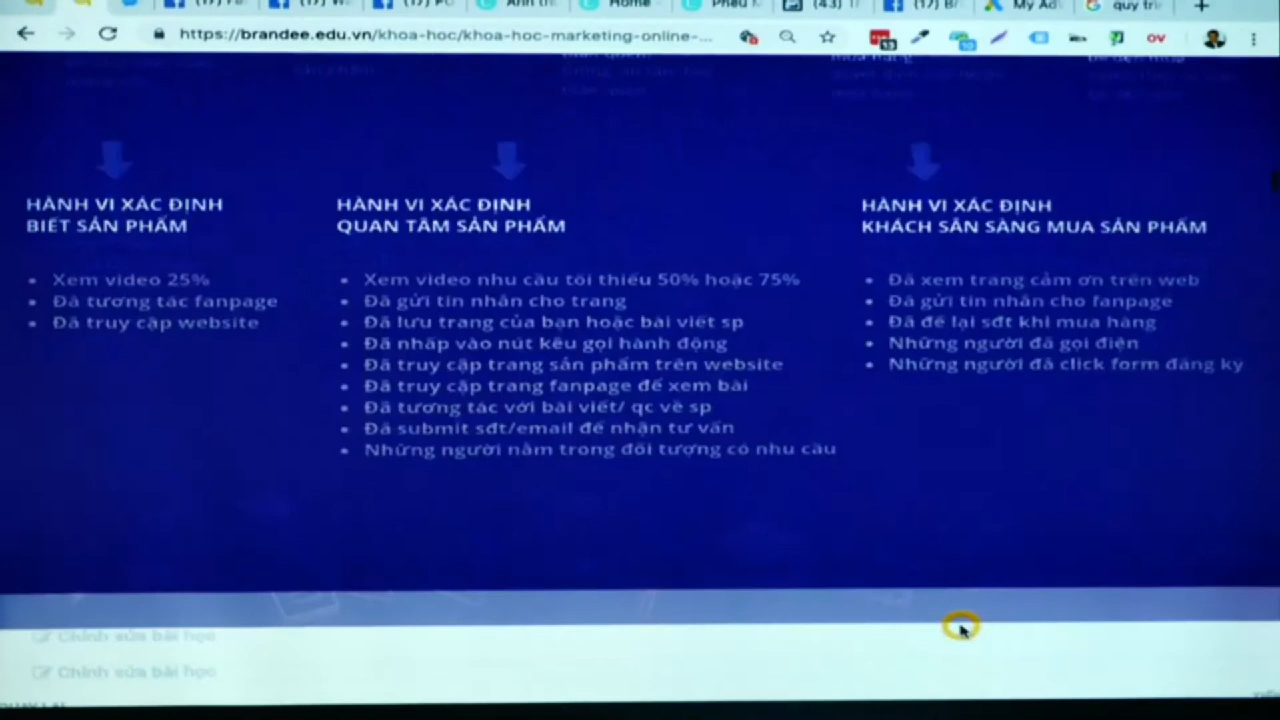 https://brandee.edu.vn/khoa-hoc/khoa-hoc-marketing-online-...
OV
HÀNH VI XÁC ĐỊNH
BIẾT SẢN PHẨM
Xem video 25%
Đã tương tác fanpage
Đã truy cập website
HÀNH VI XÁC ĐỊNH
QUAN TÂM SẢN PHẨM
Xem video nhu cầu tối thiểu 50% hoặc 75%
Đã gửi tin nhắn cho trang
Đã lưu trang của bạn hoặc bài viết sp
Đã nhấp vào nút kêu gọi hành động
Đã truy cập trang sản phẩm trên website
Đã truy cập trang fanpage để xem bài
Đã tương tác với bài viết/ qc về sp
Đã submit sđt/email để nhận tư vấn
Những người nằm trong đối tượng có nhu cầu
HÀNH VI XÁC ĐỊNH
KHÁCH SẴN SÀNG MUA SẢN PHẨM
Đã xem trang cảm ơn trên web
Đã gửi tin nhắn cho fanpage
Đã để lại sđt khi mua hàng
Những người đã gọi điện
Những người đã click form đăng ký
Chỉnh sửa bài học
Chỉnh sửa bài học